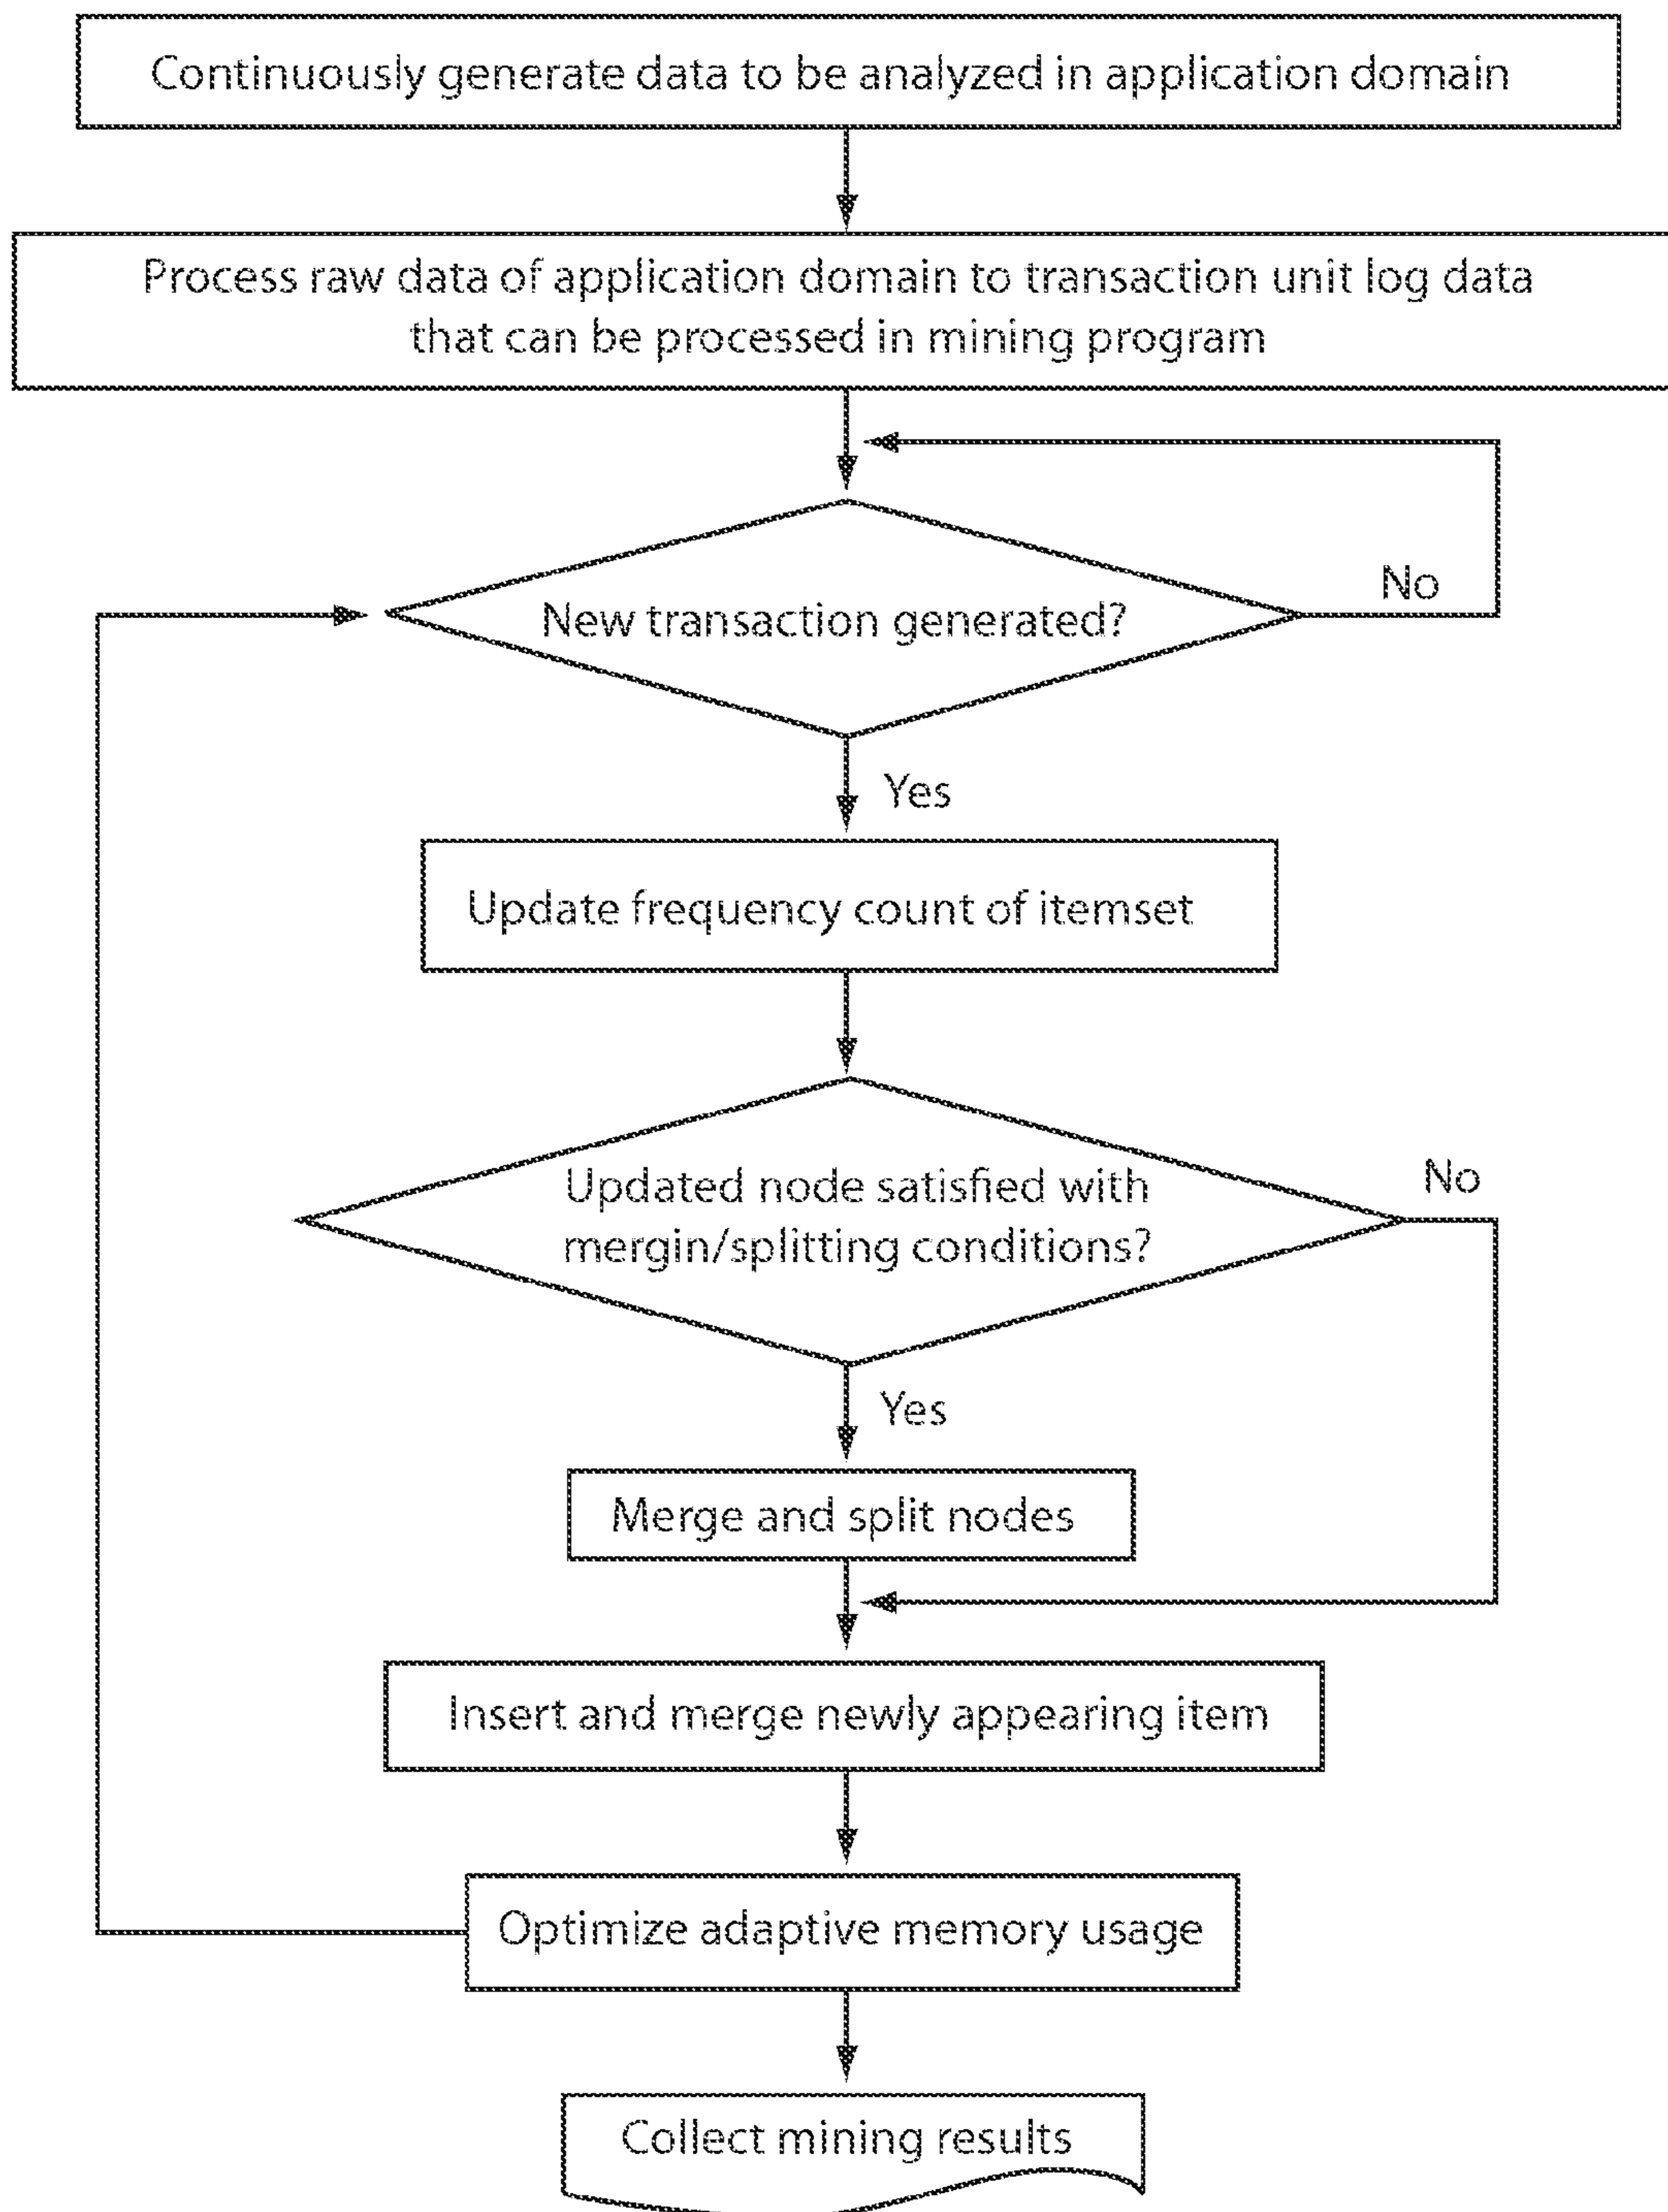 Continuously generate data to be analyzed in application domain
Process raw data of application domain to transaction unit log data
that can be processed in mining program
No
New transaction generated?
Yes
Update frequency count of itemset
Updated node satisfied with
mergin/splitting conditions?
No
Yes
Merge and split nodes
Insert and merge newly appearing item
Optimize adaptive memory usage
Collect mining results